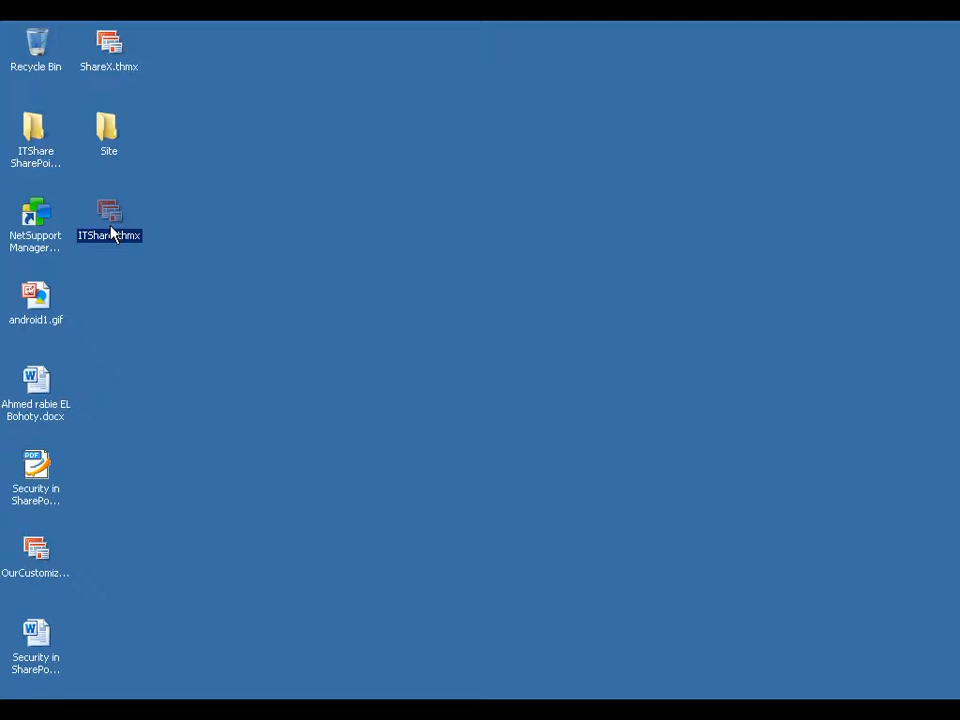 Recycle Bin
ShareX.thmx
ITShare
SharePoi...
Site
NetSupport
Manager...
ITShare.thmx
android1.gif
Ahmed rabie EL
Bohoty.docx
PDF
Security in
SharePo...
OurCustomiz...
Security in
SharePo...